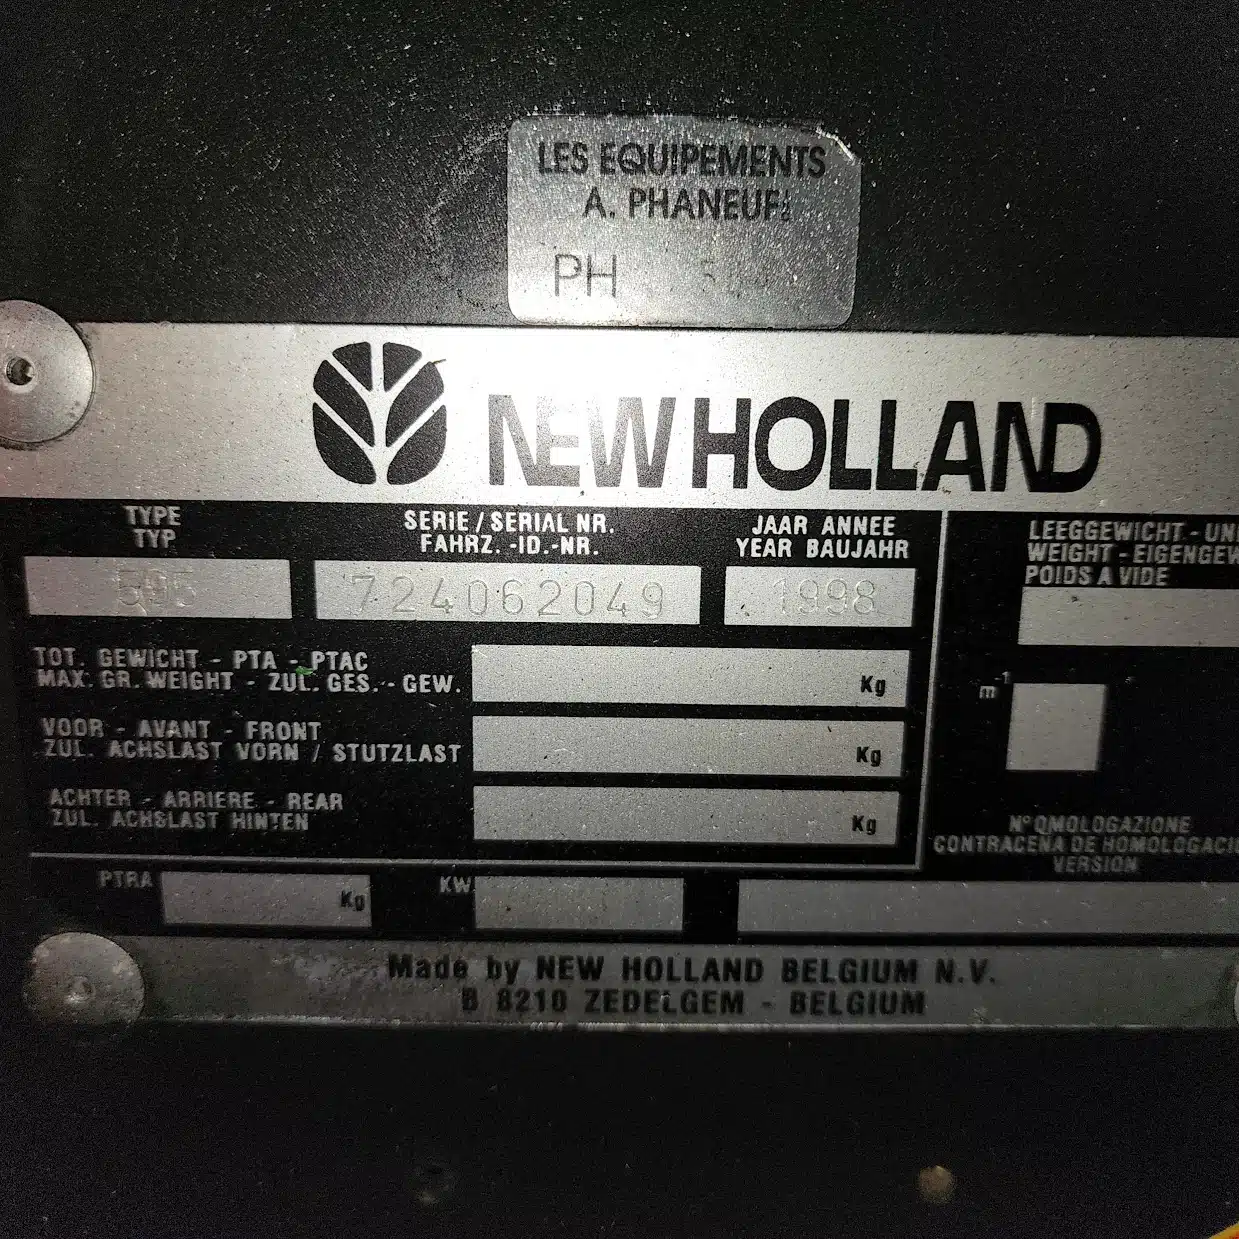 LES EQUIPEMENTS
A. PHANEUF
PH
NEW HOLLAND
TYPE
TYP
SERIE / SERIAL NR.
FAHRZ. -ID.-NR.
JAAR ANNEE
YEAR BAUJAHR
595
724062049
1998
LEEGGEWICHT -
WEIGHT -
POIDS A VIDE
TOT. GEWICHT - PTA - PTAC
MAX. GR. WEIGHT - ZUL. GES. - GEW.
Kg
m⁻¹
VOOR - AVANT - FRONT
ZUL. ACHSLAST VORN / STUTZLAST
Kg
ACHTER - ARRIERE - REAR
ZUL. ACHSLAST HINTEN
Kg
N° OMOLOGAZIONE
CONTRACENA DE
VERSION
PTRA
Kg
KW
Made by NEW HOLLAND BELGIUM N.V.
B 8210 ZEDELGEM - BELGIUM